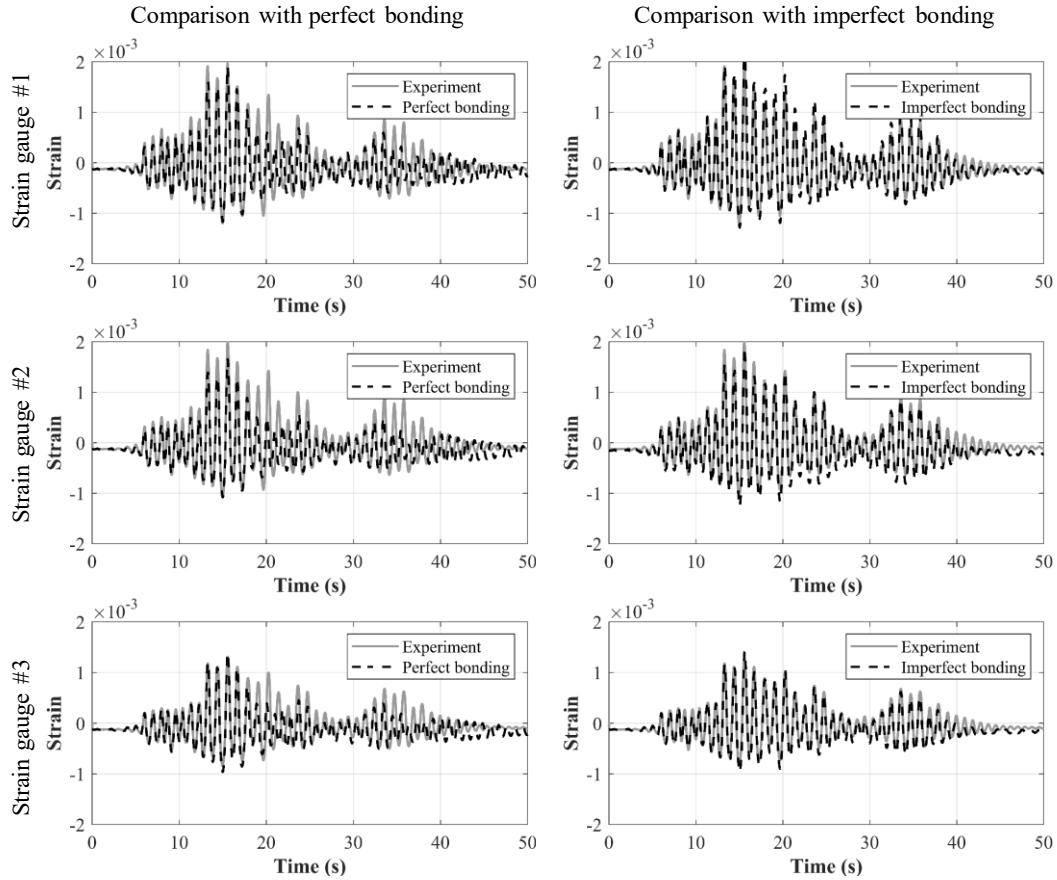 Comparison with perfect bonding
Comparison with imperfect bonding
Strain gauge #1
×10-3
2
1
0
-1
-2
Strain
Experiment
Perfect bonding
0 10 20 30 40 50
Time (s)
×10-3
2
1
0
-1
-2
Strain
Experiment
Imperfect bonding
0 10 20 30 40 50
Time (s)
Strain gauge #2
×10-3
2
1
0
-1
-2
Strain
Experiment
Perfect bonding
0 10 20 30 40 50
Time (s)
×10-3
2
1
0
-1
-2
Strain
Experiment
Imperfect bonding
0 10 20 30 40 50
Time (s)
Strain gauge #3
×10-3
2
1
0
-1
-2
Strain
Experiment
Perfect bonding
0 10 20 30 40 50
Time (s)
×10-3
2
1
0
-1
-2
Strain
Experiment
Imperfect bonding
0 10 20 30 40 50
Time (s)